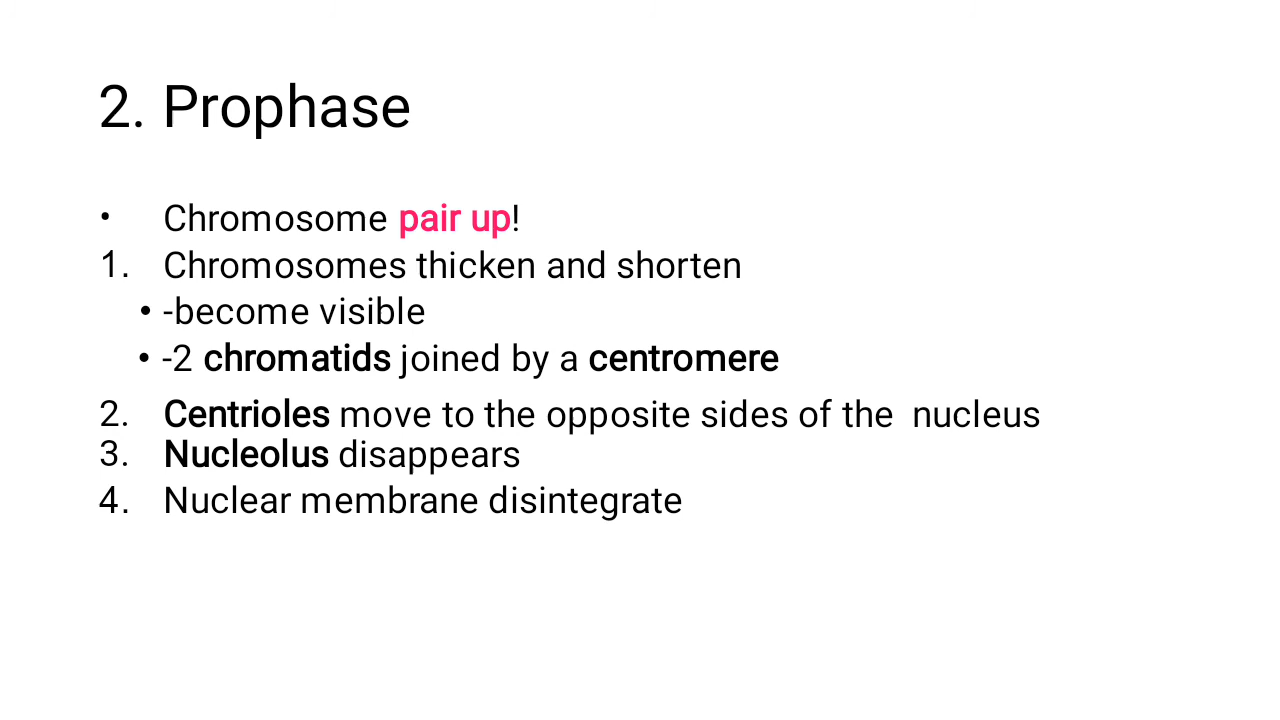 2. Prophase
• Chromosome pair up!
1. Chromosomes thicken and shorten
• -become visible
• -2 chromatids joined by a centromere
2. Centrioles move to the opposite sides of the  nucleus
3. Nucleolus disappears
4. Nuclear membrane disintegrate